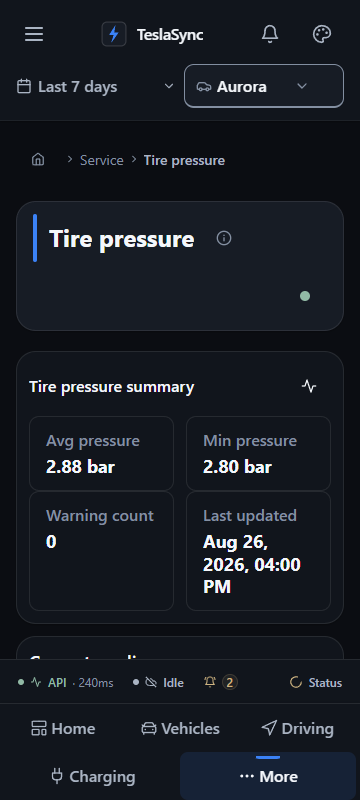 TeslaSync
Last 7 days
Aurora
Service
Tire pressure
Tire pressure
Tire pressure summary
Avg pressure
2.88 bar
Min pressure
2.80 bar
Warning count
0
Last updated
Aug 26,
2026, 04:00
PM
API · 240ms
Idle
2
Status
Home
Vehicles
Driving
Charging
More